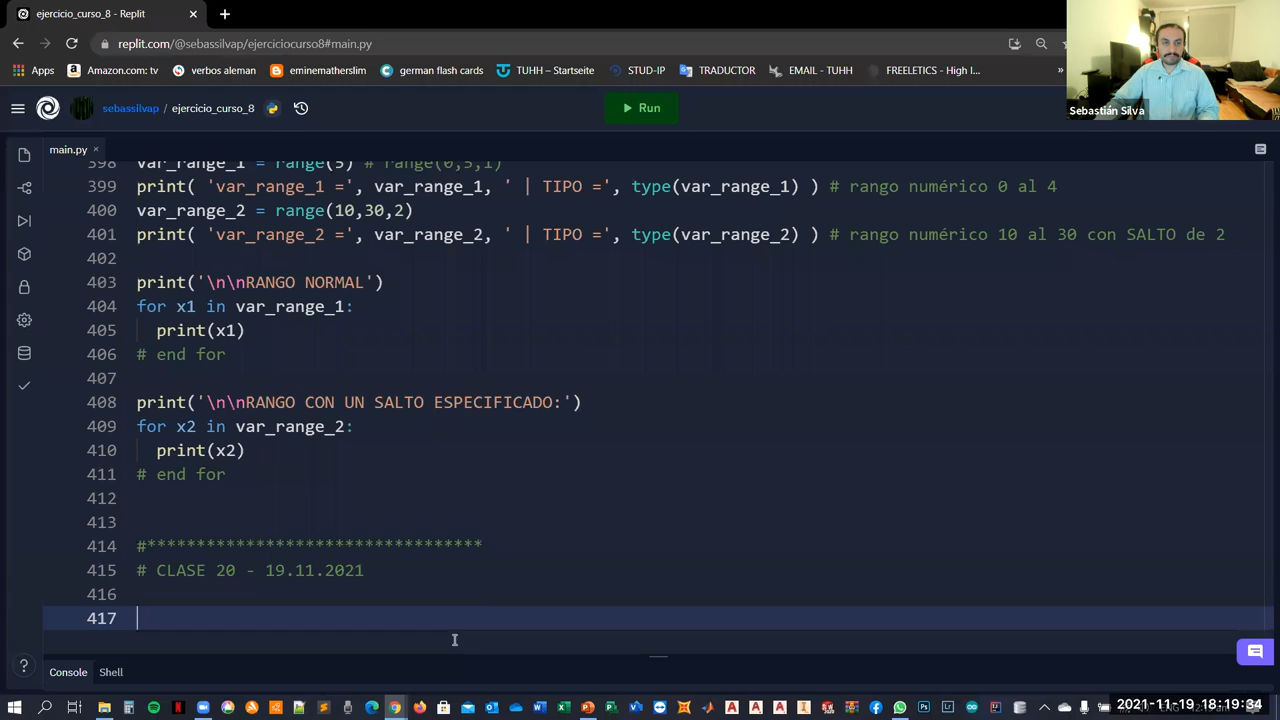 ejercicio_curso_8 - Replit
replit.com/@sebassilvap/ejerciciocurso8#main.py
Apps
Amazon.com: tv
verbos aleman
eminemathslim
german flash cards
TUHH – Startseite
STUD-IP
TRADUCTOR
EMAIL - TUHH
FREELETICS - High I...
»
Sebastián Silva
sebassilvap / ejercicio_curso_8
Run
main.py
398 var_range_1 = range(5) # range(0,5,1)
399 print( 'var_range_1 =', var_range_1, ' | TIPO =', type(var_range_1) ) # rango numérico 0 al 4
400 var_range_2 = range(10,30,2)
401 print( 'var_range_2 =', var_range_2, ' | TIPO =', type(var_range_2) ) # rango numérico 10 al 30 con SALTO de 2
402
403 print('\n\nRANGO NORMAL')
404 for x1 in var_range_1:
405 print(x1)
406 # end for
407
408 print('\n\nRANGO CON UN SALTO ESPECIFICADO:')
409 for x2 in var_range_2:
410 print(x2)
411 # end for
412
413
414 #**********************************
415 # CLASE 20 - 19.11.2021
416
417
Console
Shell
2021-11-19 18:19:34